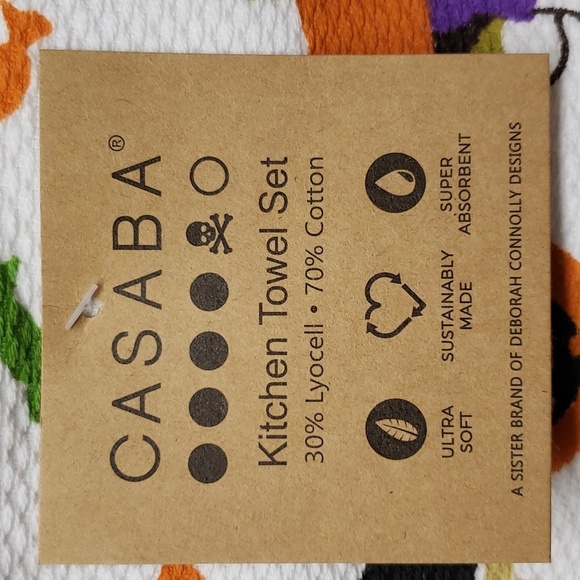 CASABA®
Kitchen Towel Set
30% Lyocell • 70% Cotton
ULTRA
SOFT
SUSTAINABLY
MADE
SUPER
ABSORBENT
A SISTER BRAND OF DEBORAH CONNOLLY DESIGNS